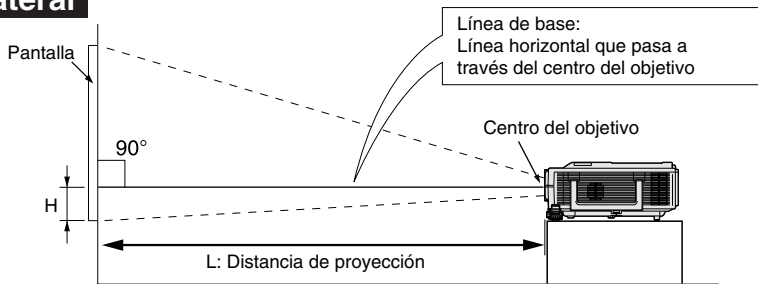 Línea de base:
Línea horizontal que pasa a
través del centro del objetivo
Pantalla
Centro del objetivo
90°
H
L: Distancia de proyección